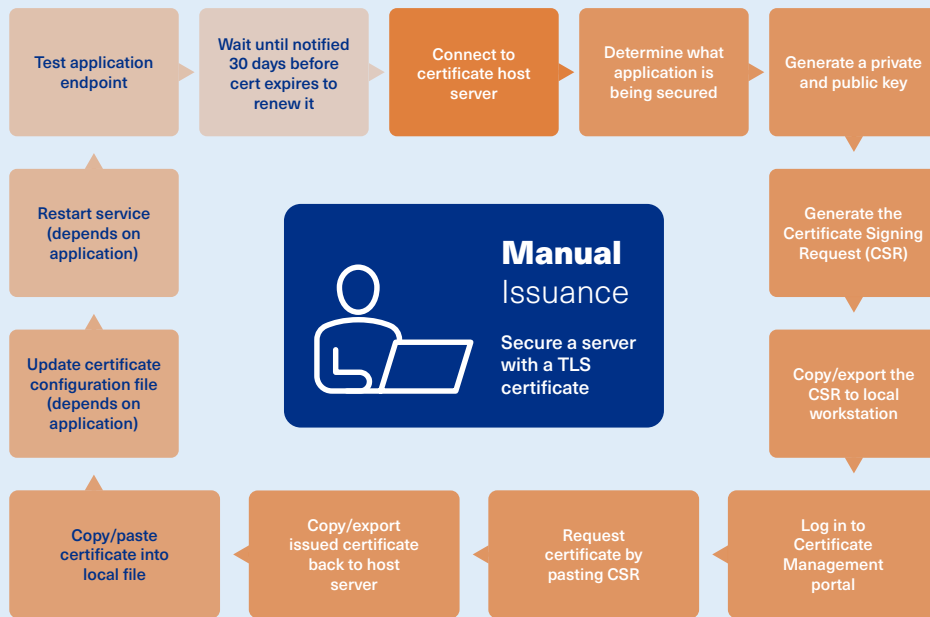 Test application
endpoint
Wait until notified
30 days before
cert expires to
renew it
Connect to
certificate host
server
Determine what
application is
being secured
Generate a private
and public key
Restart service
(depends on
application)
Manual
Issuance
Secure a server
with a TLS
certificate
Generate the
Certificate Signing
Request (CSR)
Update certificate
configuration file
(depends on
application)
Copy/export the
CSR to local
workstation
Copy/paste
certificate into
local file
Copy/export
issued certificate
back to host
server
Request
certificate by
pasting CSR
Log in to
Certificate
Management
portal